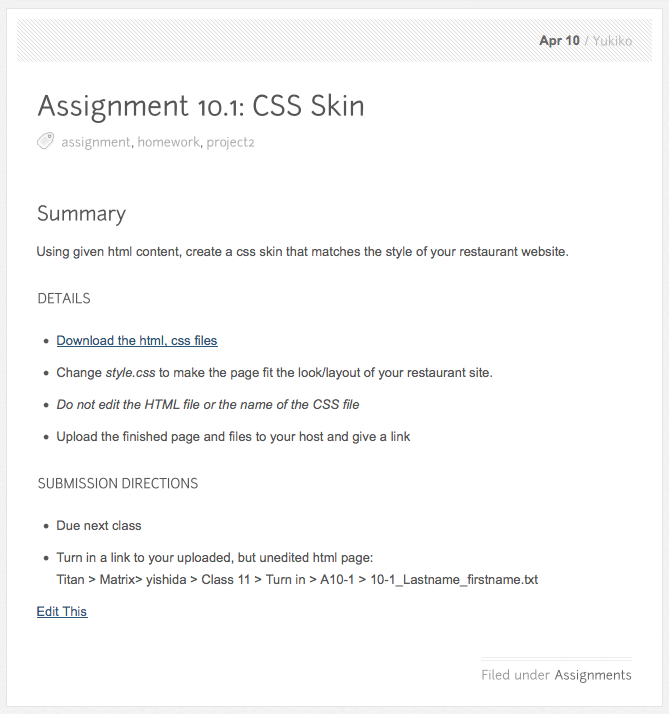 Apr 10 / Yukiko
Assignment 10.1: CSS Skin
assignment, homework, project2
Summary
Using given html content, create a css skin that matches the style of your restaurant website.
DETAILS
• Download the html, css files
• Change style.css to make the page fit the look/layout of your restaurant site.
• Do not edit the HTML file or the name of the CSS file
• Upload the finished page and files to your host and give a link
SUBMISSION DIRECTIONS
• Due next class
• Turn in a link to your uploaded, but unedited html page:
Titan > Matrix> yishida > Class 11 > Turn in > A10-1 > 10-1_Lastname_firstname.txt
Edit This
Filed under Assignments